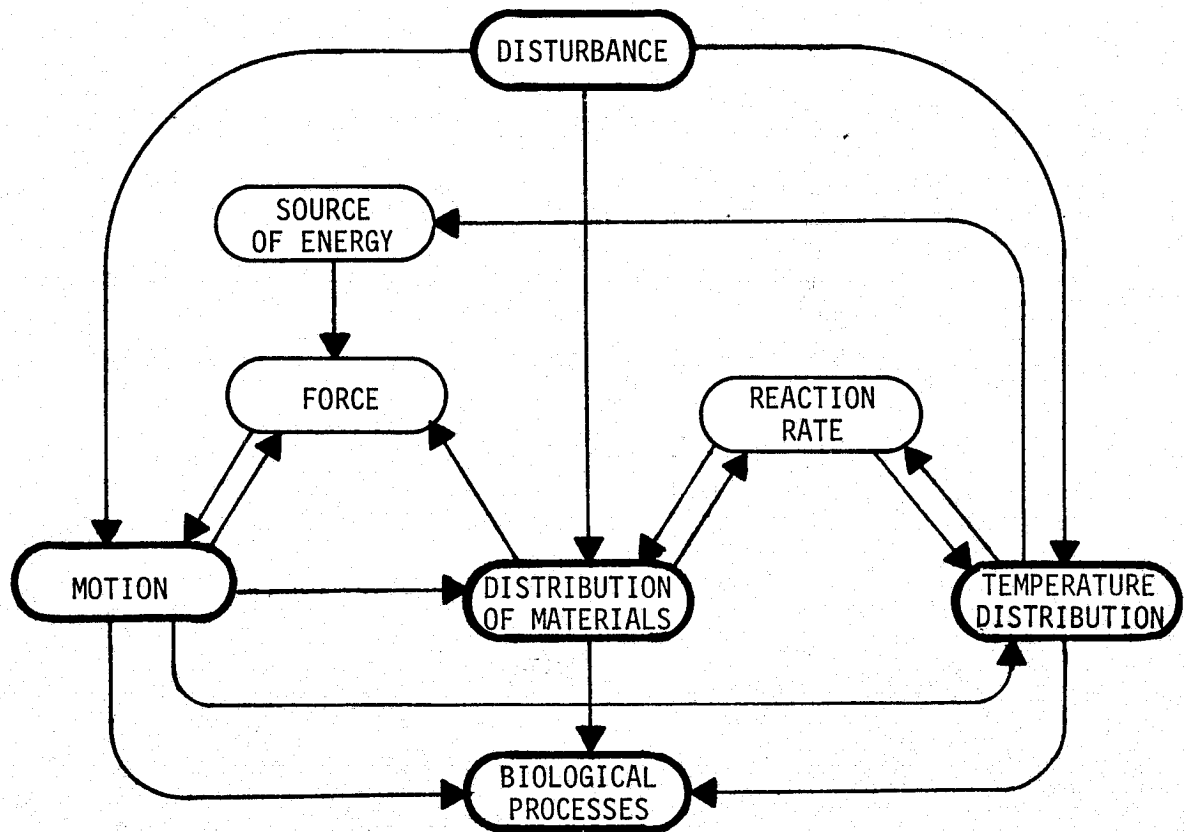 DISTURBANCE
SOURCE
OF ENERGY
FORCE
REACTION
RATE
MOTION
DISTRIBUTION
OF MATERIALS
TEMPERATURE
DISTRIBUTION
BIOLOGICAL
PROCESSES